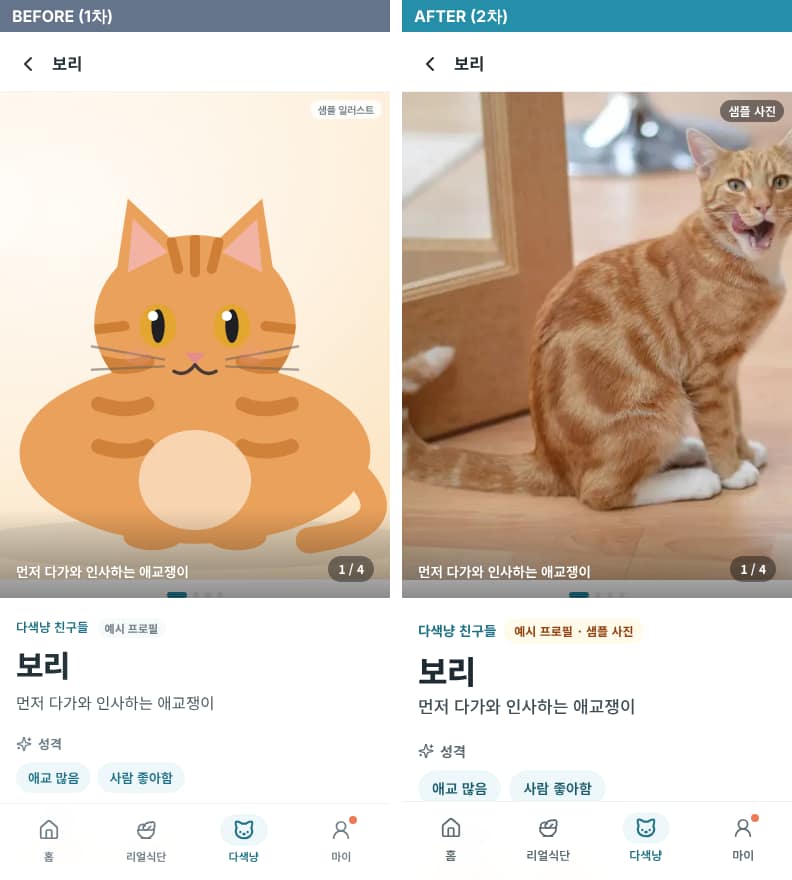 BEFORE (1차)
보리
샘플 일러스트
먼저 다가와 인사하는 애교쟁이
1 / 4
다색냥 친구들
예시 프로필
보리
먼저 다가와 인사하는 애교쟁이
성격
애교 많음
사람 좋아함
홈
리얼식단
다색냥
마이
AFTER (2차)
보리
샘플 사진
먼저 다가와 인사하는 애교쟁이
1 / 4
다색냥 친구들
예시 프로필 · 샘플 사진
보리
먼저 다가와 인사하는 애교쟁이
성격
애교 많음
사람 좋아함
홈
리얼식단
다색냥
마이